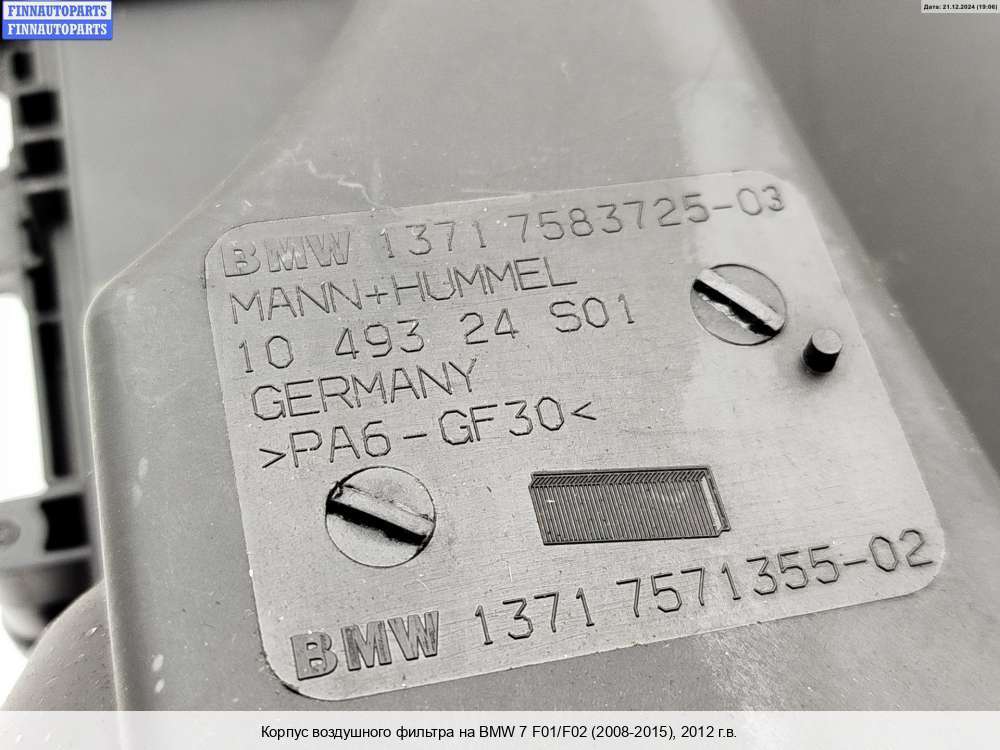 FINNAUTOPARTS
FINNAUTOPARTS
Дата: 21.12.2024 (19:06)
BMW 1371 7583725-03
MANN+HUMMEL
10 493 24 S01
GERMANY
>PA6-GF30<
BMW 1371 7571355-02
Корпус воздушного фильтра на BMW 7 F01/F02 (2008-2015), 2012 г.в.